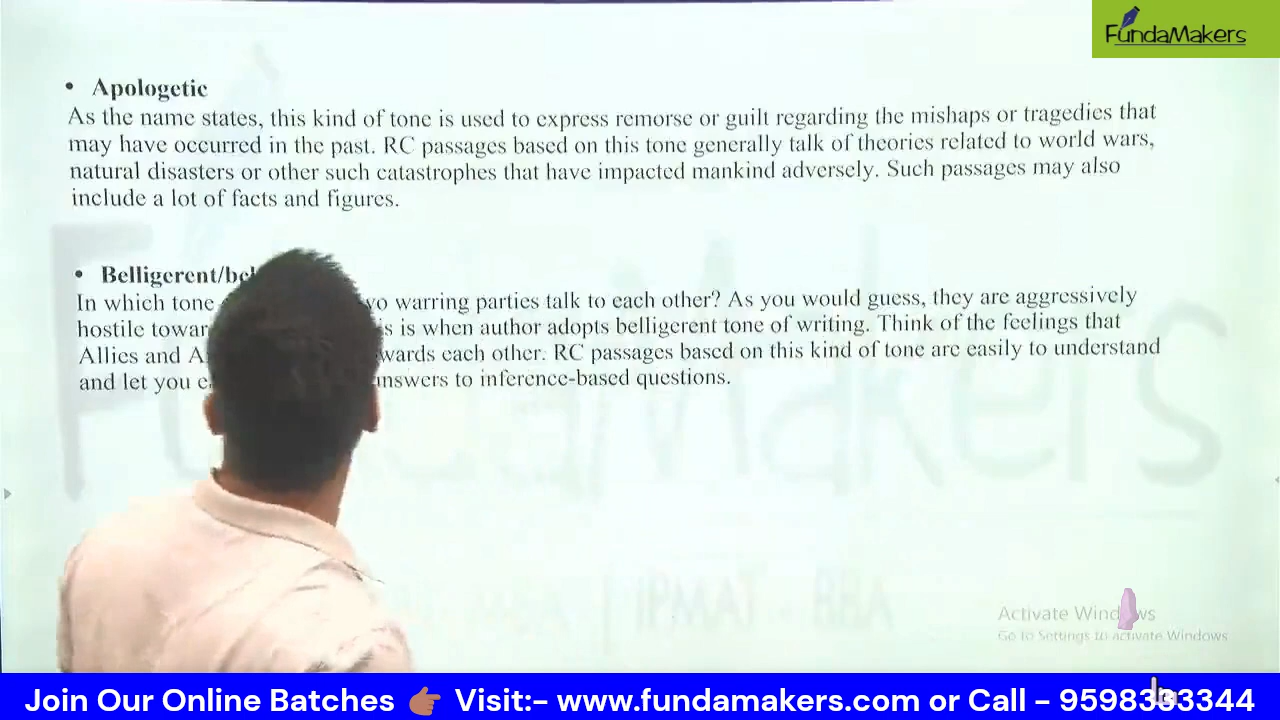 FundaMakers
• Apologetic
As the name states, this kind of tone is used to express remorse or guilt regarding the mishaps or tragedies that
may have occurred in the past. RC passages based on this tone generally talk of theories related to world wars,
natural disasters or other such catastrophes that have impacted mankind adversely. Such passages may also
include a lot of facts and figures.
• Belligerent/
In which tone warring parties talk to each other? As you would guess, they are aggressively
hostile is when author adopts belligerent tone of writing. Think of the feelings that
Allies and each other. RC passages based on this kind of tone are easily to understand
and let you answers to inference-based questions.
FundaMakers
IPMAT - BBA
Activate Windows
Go to Settings to activate Windows
Join Our Online Batches Visit:- www.fundamakers.com or Call - 9598333344